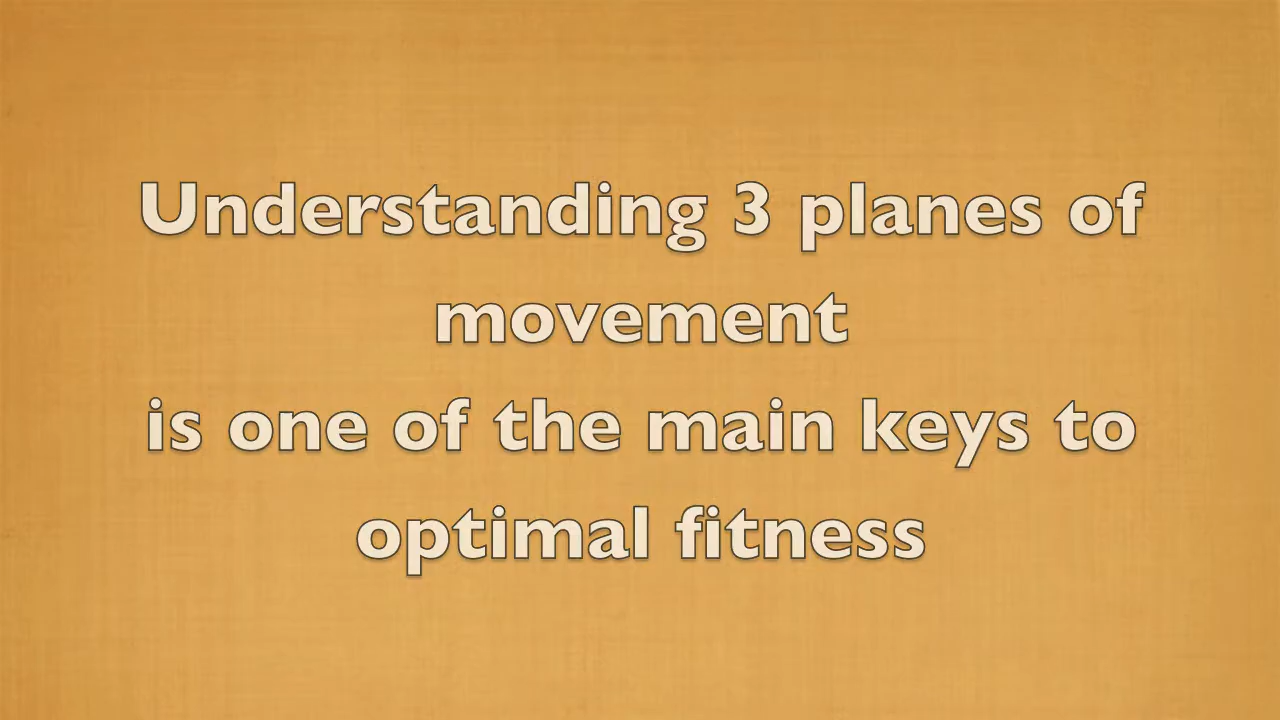 Understanding 3 planes of
movement
is one of the main keys to
optimal fitness